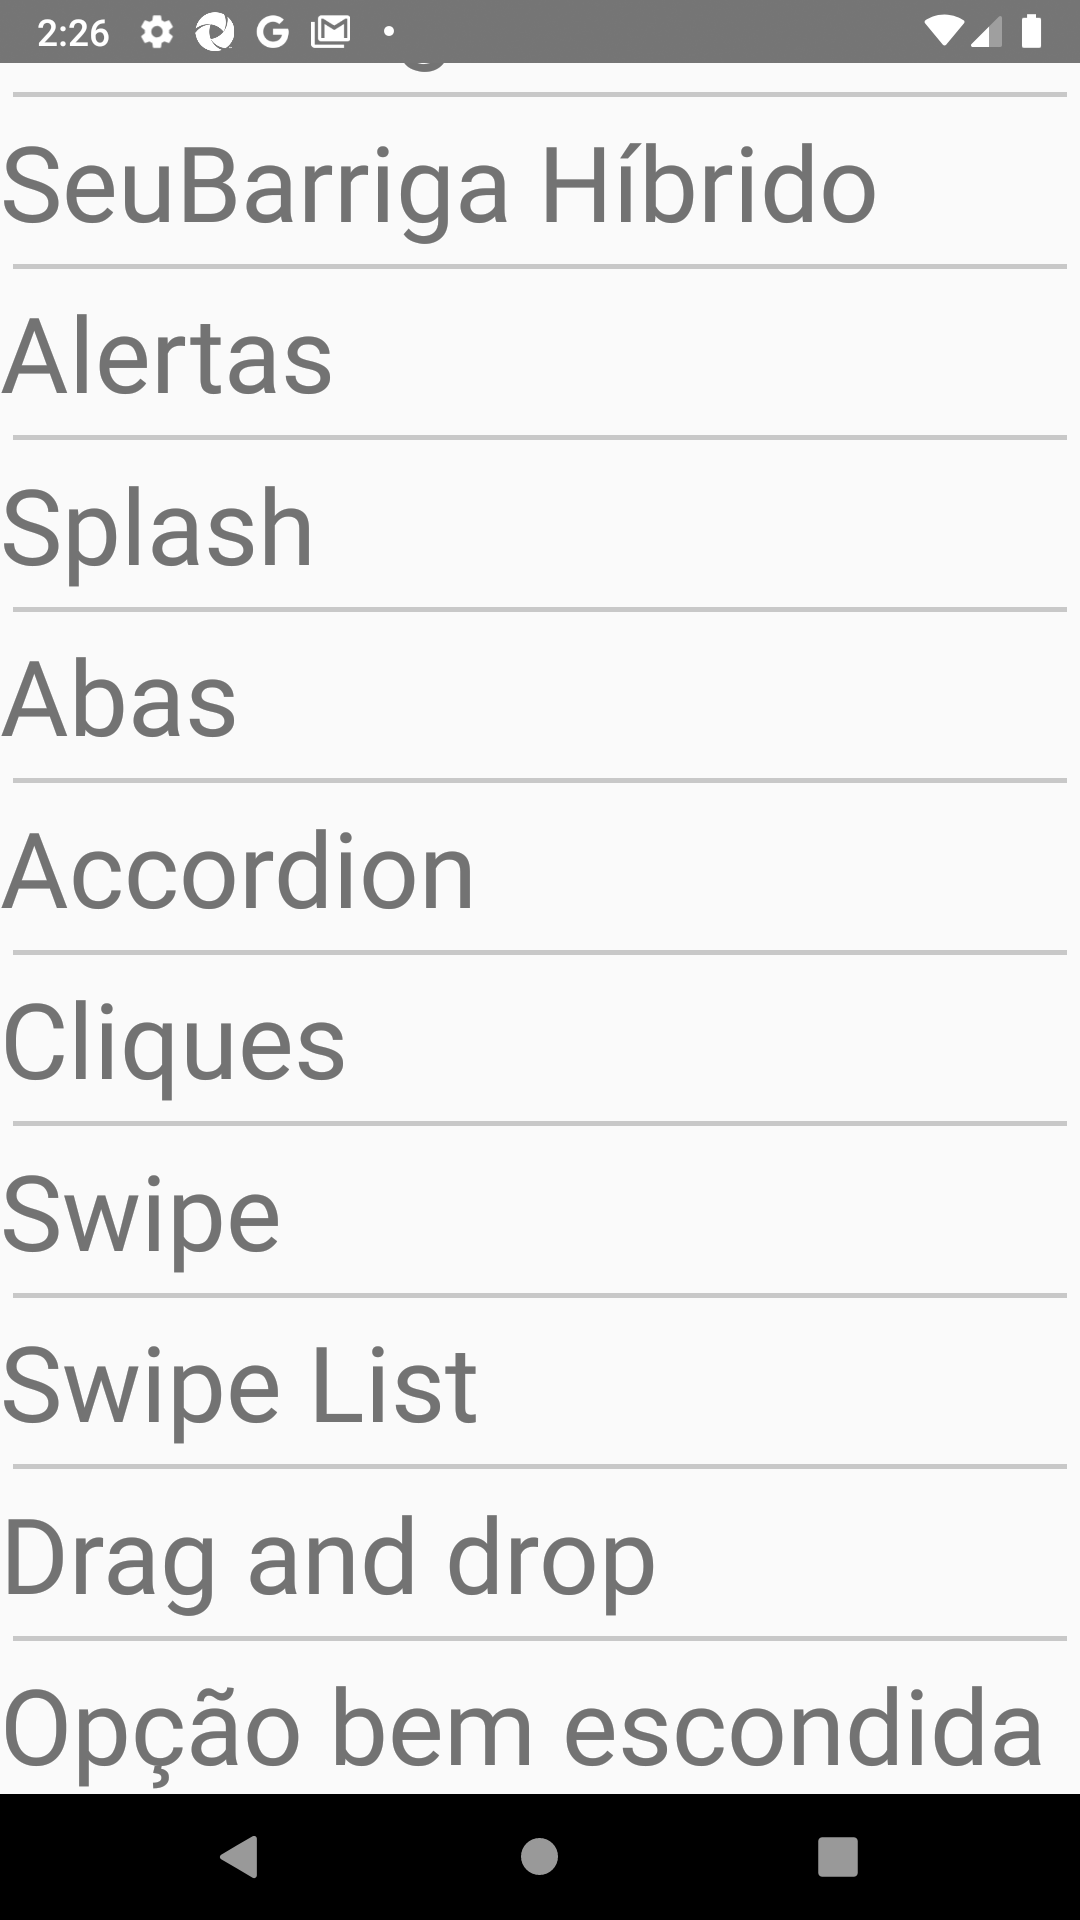 2:26
SeuBarriga Híbrido
Alertas
Splash
Abas
Accordion
Cliques
Swipe
Swipe List
Drag and drop
Opção bem escondida